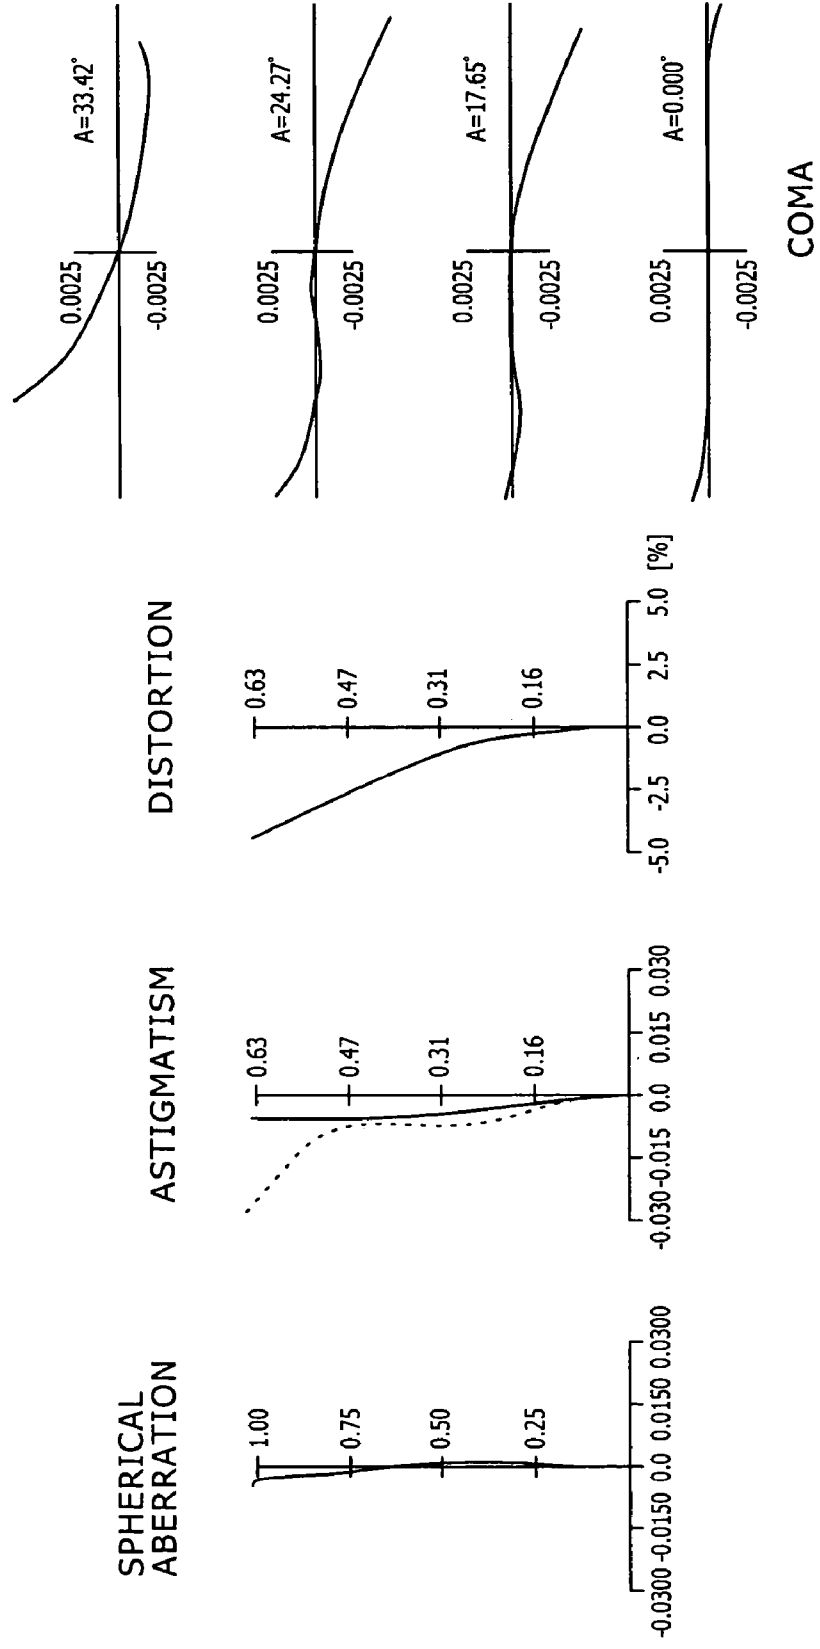 SPHERICAL
ABERRATION
1.00
0.75
0.50
0.25
-0.0300 -0.0150 0.0 0.0150 0.0300
ASTIGMATISM
0.63
0.47
0.31
0.16
-0.030 -0.015 0.0 0.015 0.030
DISTORTION
0.63
0.47
0.31
0.16
-5.0 -2.5 0.0 2.5 5.0 [%]
0.0025
A=33.42°
-0.0025
0.0025
A=24.27°
-0.0025
0.0025
A=17.65°
-0.0025
0.0025
A=0.000°
-0.0025
COMA